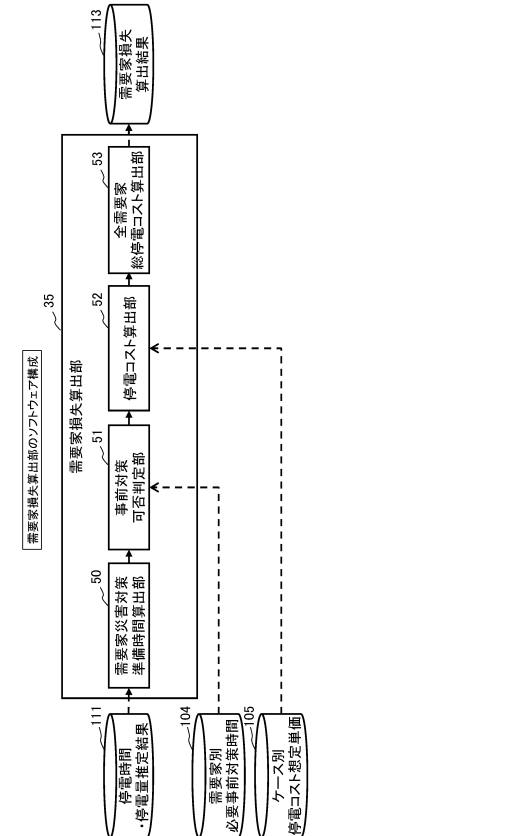 需要家損失算出部のソフトウェア構成
35
需要家損失算出部
111
停電時間
・停電量推定結果
50
需要家災害対策
準備時間算出部
51
事前対策
可否判定部
52
停電コスト算出部
53
全需要家
総停電コスト算出部
113
需要家損失
算出結果
104
需要家別
必要事前対策時間
105
ケース別
停電コスト想定単価